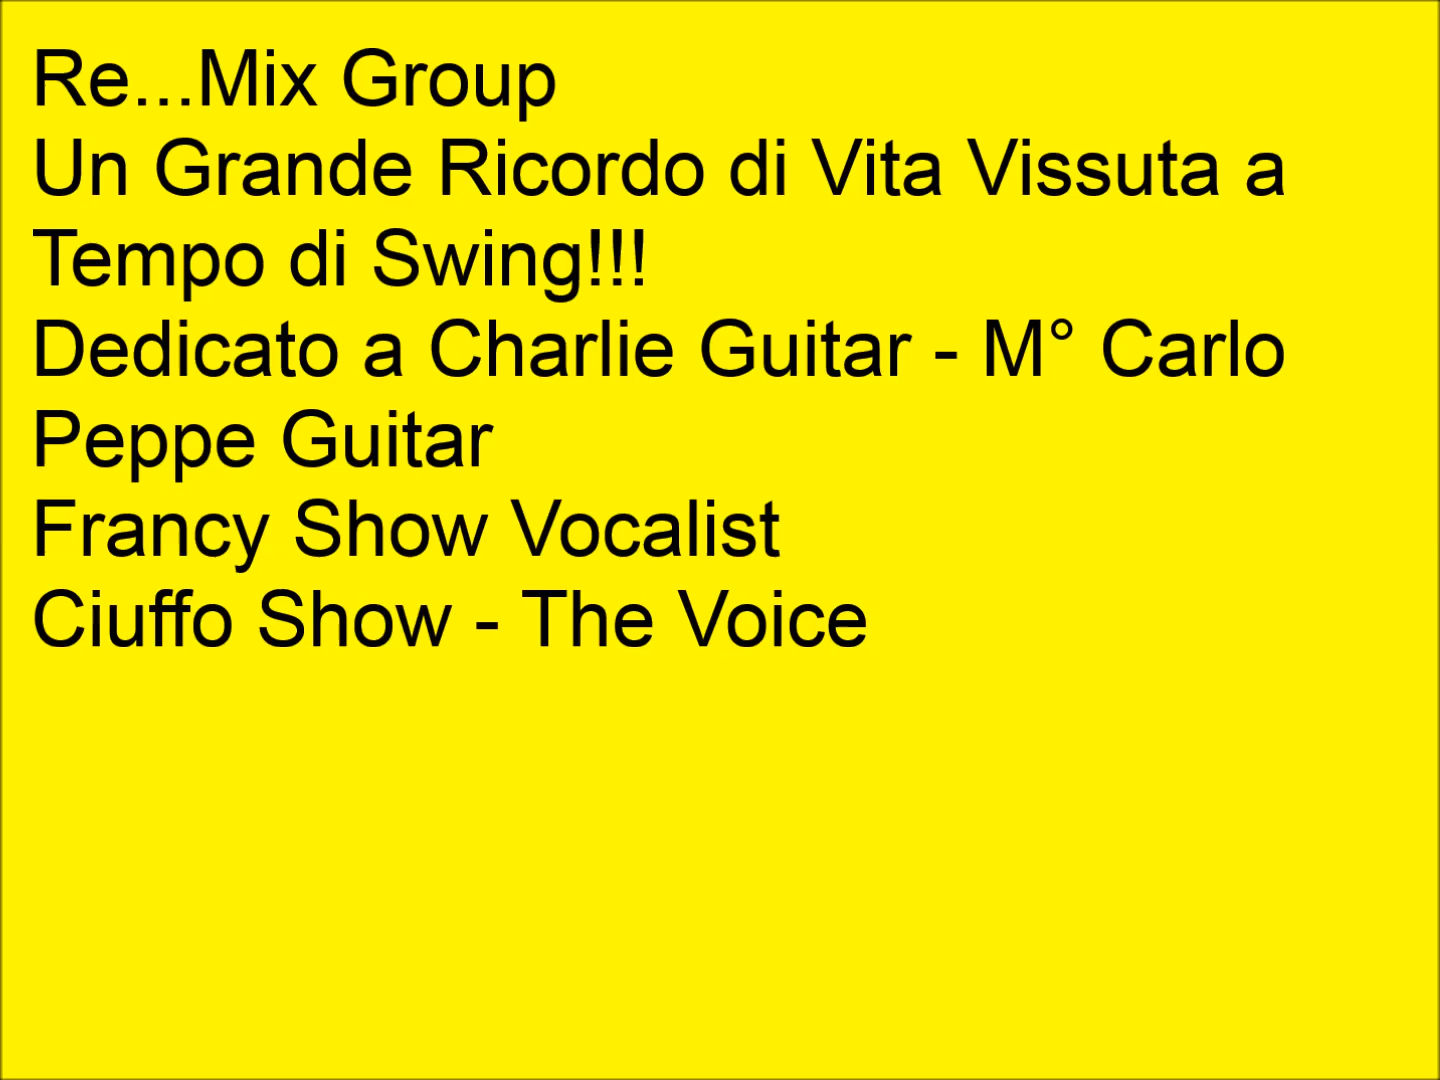 Re...Mix Group
Un Grande Ricordo di Vita Vissuta a
Tempo di Swing!!!
Dedicato a Charlie Guitar - M° Carlo
Peppe Guitar
Francy Show Vocalist
Ciuffo Show - The Voice